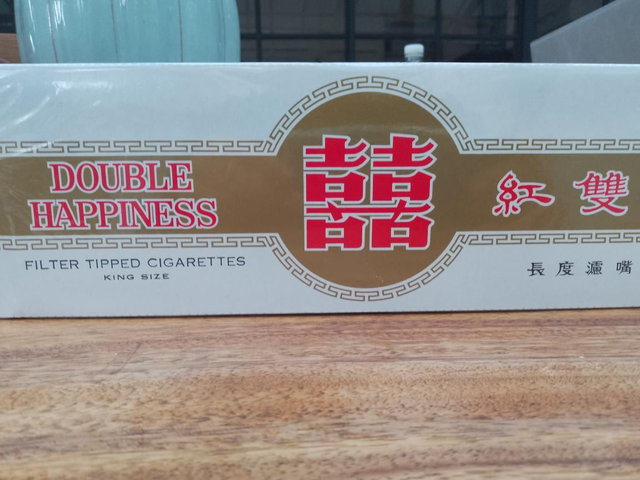 DOUBLE
HAPPINESS
FILTER TIPPED CIGARETTES
KING SIZE
囍
紅雙
長度濾嘴